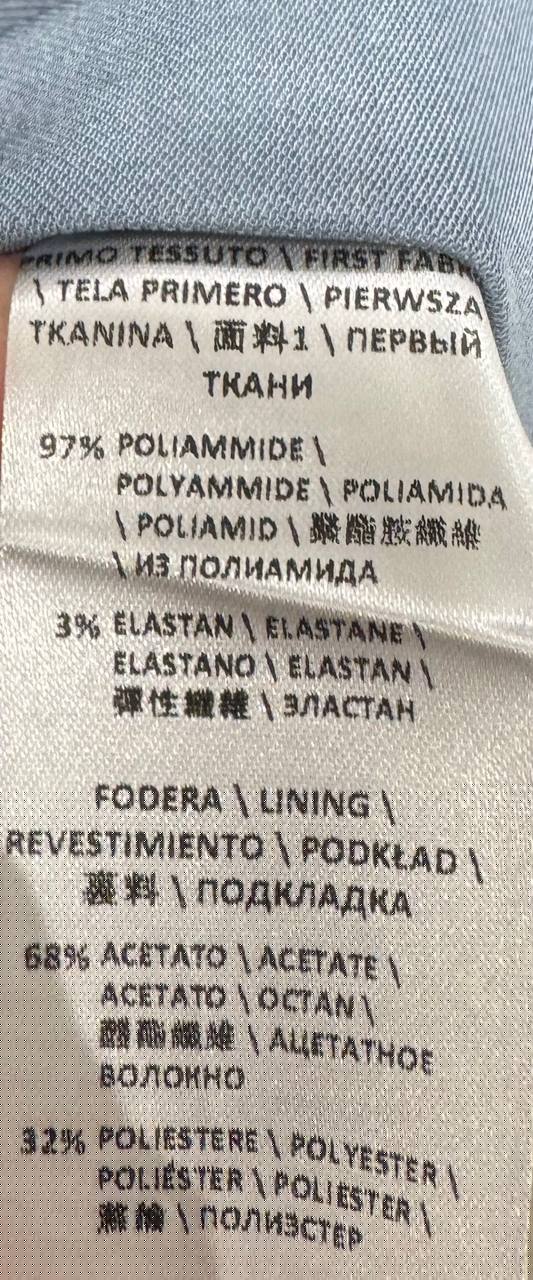 PRIMO TESSUTO \ FIRST FABR
\ TELA PRIMERO \ PIERWSZA
TKANINA \ 面料1 \ ПЕРВЫЙ
ТКАНИ
97% POLIAMMIDE \
POLYAMMIDE \ POLIAMIDA
\ POLIAMID \ 聚酯胺纖維
\ ИЗ ПОЛИАМИДА
3% ELASTAN \ ELASTANE \
ELASTANO \ ELASTAN \
彈性纖維 \ ЭЛАСТАН
FODERA \ LINING \
REVESTIMIENTO \ PODKŁAD \
裏料 \ ПОДКЛАДКА
68% ACETATO \ ACETATE \
ACETATO \ OCTAN \
醋酯纖維 \ АЦЕТАТНОЕ
ВОЛОКНО
32% POLIESTERE \ POLYESTER \
POLIÉSTER \ POLIESTER \
滌綸 \ ПОЛИЭСТЕР